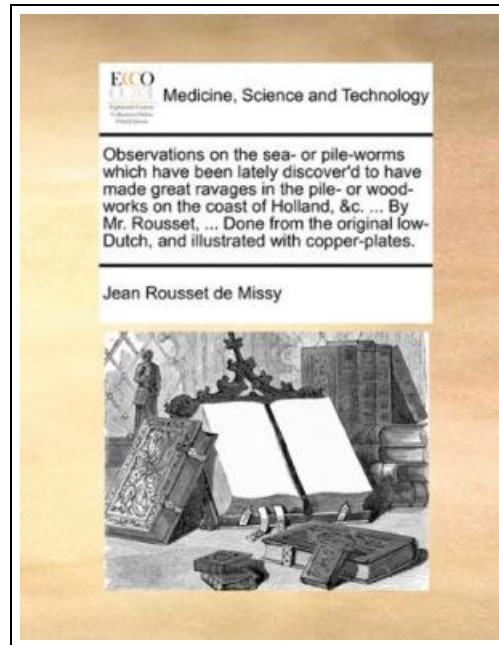 ECCO
Medicine, Science and Technology
Observations on the sea- or pile-worms
which have been lately discover'd to have
made great ravages in the pile- or wood-
works on the coast of Holland, &c. ... By
Mr. Rousset, ... Done from the original low-
Dutch, and illustrated with copper-plates.
Jean Rousset de Missy